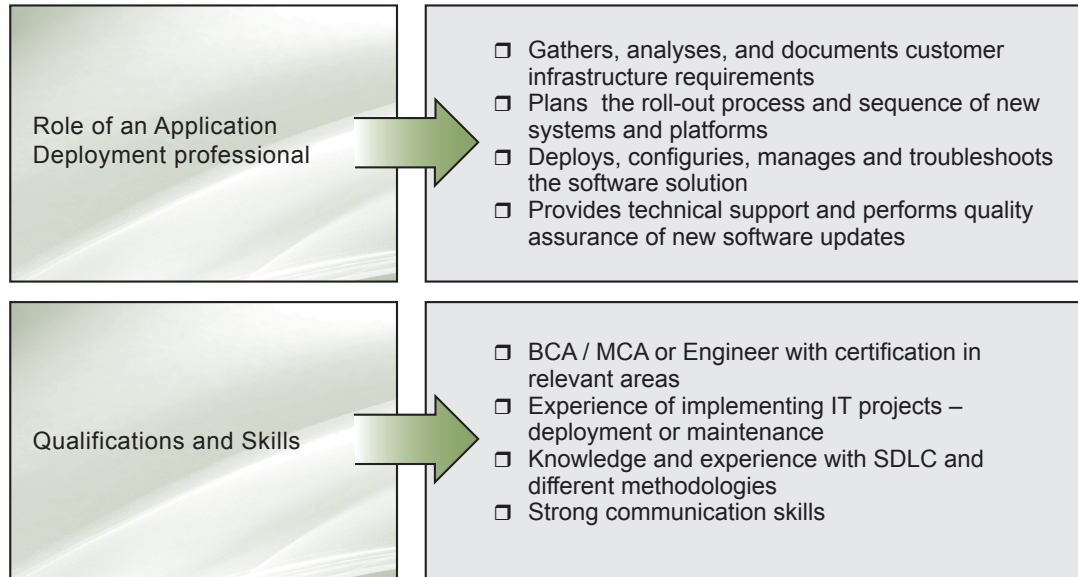 Role of an Application
Deployment professional
❒ Gathers, analyses, and documents customer
infrastructure requirements
❒ Plans  the roll-out process and sequence of new
systems and platforms
❒ Deploys, configuries, manages and troubleshoots
the software solution
❒ Provides technical support and performs quality
assurance of new software updates
Qualifications and Skills
❒ BCA / MCA or Engineer with certification in
relevant areas
❒ Experience of implementing IT projects –
deployment or maintenance
❒ Knowledge and experience with SDLC and
different methodologies
❒ Strong communication skills